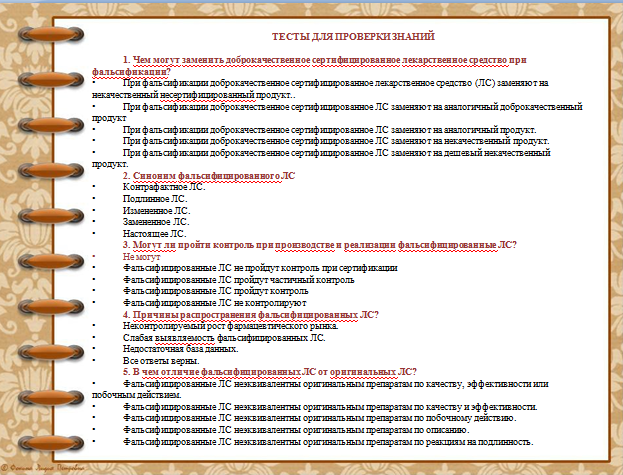 ТЕСТЫ ДЛЯ ПРОВЕРКИ ЗНАНИЙ
1. Чем могут заменить доброкачественное сертифицированное лекарственное средство при
фальсификации?
• При фальсификации доброкачественное сертифицированное лекарственное средство (ЛС) заменяют на
некачественный несертифицированный продукт..
• При фальсификации доброкачественное сертифицированное ЛС заменяют на аналогичный доброкачественный
продукт
• При фальсификации доброкачественное сертифицированное ЛС заменяют на аналогичный продукт.
• При фальсификации доброкачественное сертифицированное ЛС заменяют на некачественный продукт.
• При фальсификации доброкачественное сертифицированное ЛС заменяют на дешевый некачественный
продукт.
2. Синоним фальсифицированного ЛС
• Контрафактное ЛС.
• Подлинное ЛС.
• Измененное ЛС.
• Замененное ЛС.
• Настоящее ЛС.
3. Могут ли пройти контроль при производстве и реализации фальсифицированные ЛС?
• Не могут
• Фальсифицированные ЛС не пройдут контроль при сертификации
• Фальсифицированные ЛС пройдут частичный контроль
• Фальсифицированные ЛС пройдут контроль
• Фальсифицированные ЛС не контролируют
4. Причины распространения фальсифицированных ЛС?
• Неконтролируемый рост фармацевтического рынка.
• Слабая выявляемость фальсифицированных ЛС.
• Недостаточная база данных.
• Все ответы верны.
5. В чем отличие фальсифицированных ЛС от оригинальных ЛС?
• Фальсифицированные ЛС неэквивалентны оригинальным препаратам по качеству, эффективности или
побочным действием.
• Фальсифицированные ЛС неэквивалентны оригинальным препаратам по качеству и эффективности.
• Фальсифицированные ЛС неэквивалентны оригинальным препаратам по побочному действию.
• Фальсифицированные ЛС неэквивалентны оригинальным препаратам по описанию.
• Фальсифицированные ЛС неэквивалентны оригинальным препаратам по реакциям на подлинность.